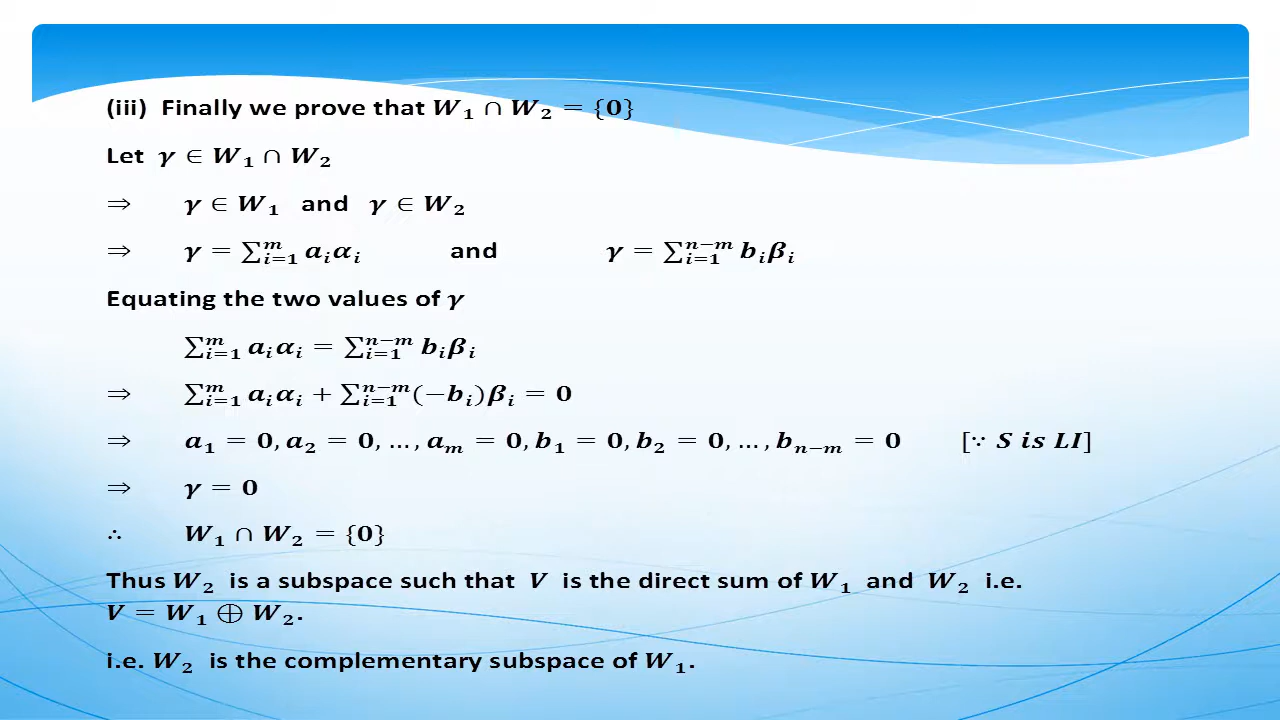 (iii) Finally we prove that W₁ ∩ W₂ = {0}
Let γ ∈ W₁ ∩ W₂
⇒ γ ∈ W₁ and γ ∈ W₂
⇒ γ = ∑ᵢ₌₁ᵐ aᵢαᵢ and γ = ∑ᵢ₌₁ⁿ⁻ᵐ bᵢβᵢ
Equating the two values of γ
∑ᵢ₌₁ᵐ aᵢαᵢ = ∑ᵢ₌₁ⁿ⁻ᵐ bᵢβᵢ
⇒ ∑ᵢ₌₁ᵐ aᵢαᵢ + ∑ᵢ₌₁ⁿ⁻ᵐ(−bᵢ)βᵢ = 0
⇒ a₁ = 0, a₂ = 0, … , aₘ = 0, b₁ = 0, b₂ = 0, … , bₙ₋ₘ = 0 [∵ S is LI]
⇒ γ = 0
∴ W₁ ∩ W₂ = {0}
Thus W₂ is a subspace such that V is the direct sum of W₁ and W₂ i.e.
V = W₁ ⊕ W₂.
i.e. W₂ is the complementary subspace of W₁.